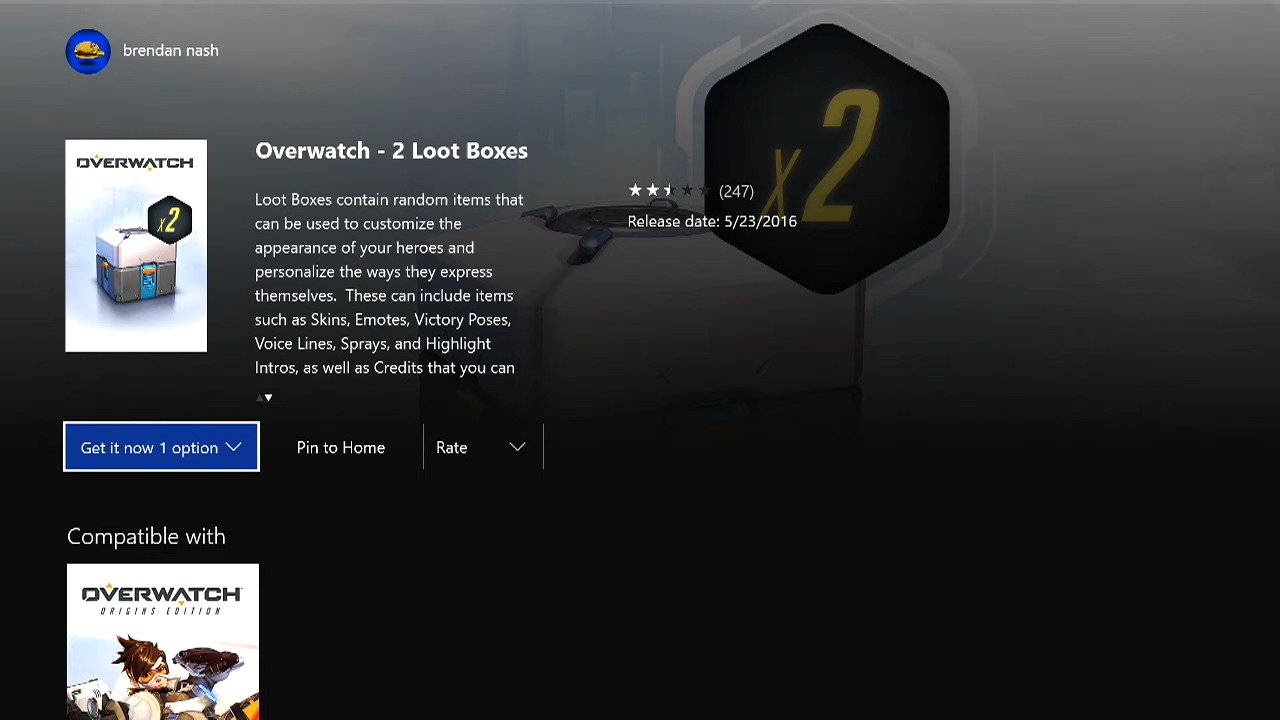 brendan nash
OVERWATCH
x2
Overwatch - 2 Loot Boxes
Loot Boxes contain random items that
can be used to customize the
appearance of your heroes and
personalize the ways they express
themselves.  These can include items
such as Skins, Emotes, Victory Poses,
Voice Lines, Sprays, and Highlight
Intros, as well as Credits that you can
(247)
Release date: 5/23/2016
x2
Get it now 1 option
Pin to Home
Rate
Compatible with
OVERWATCH
ORIGINS EDITION